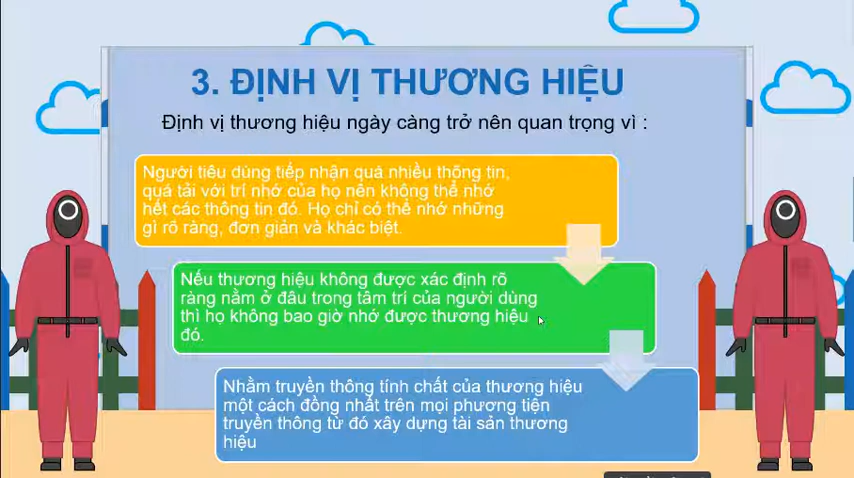 3. ĐỊNH VỊ THƯƠNG HIỆU
Định vị thương hiệu ngày càng trở nên quan trọng vì :
Người tiêu dùng tiếp nhận quá nhiều thông tin,
quá tải với trí nhớ của họ nên không thể nhớ
hết các thông tin đó. Họ chỉ có thể nhớ những
gì rõ ràng, đơn giản và khác biệt.
Nếu thương hiệu không được xác định rõ
ràng nằm ở đâu trong tâm trí của người dùng
thì họ không bao giờ nhớ được thương hiệu
đó.
Nhằm truyền thông tính chất của thương hiệu
một cách đồng nhất trên mọi phương tiện
truyền thông từ đó xây dựng tài sản thương
hiệu